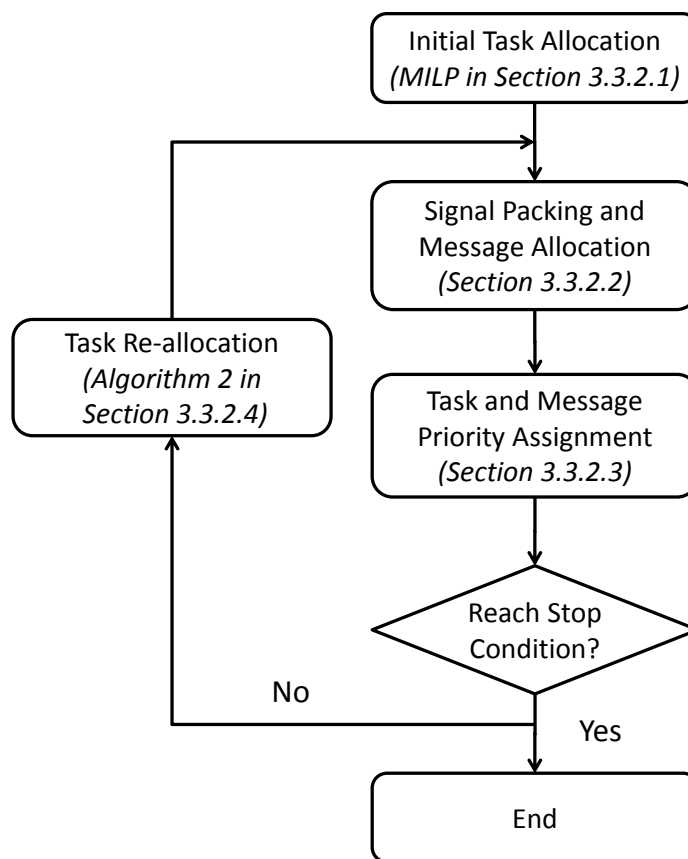 Initial Task Allocation
(MILP in Section 3.3.2.1)
Signal Packing and
Message Allocation
(Section 3.3.2.2)
Task Re-allocation
(Algorithm 2 in
Section 3.3.2.4)
Task and Message
Priority Assignment
(Section 3.3.2.3)
Reach Stop
Condition?
No
Yes
End